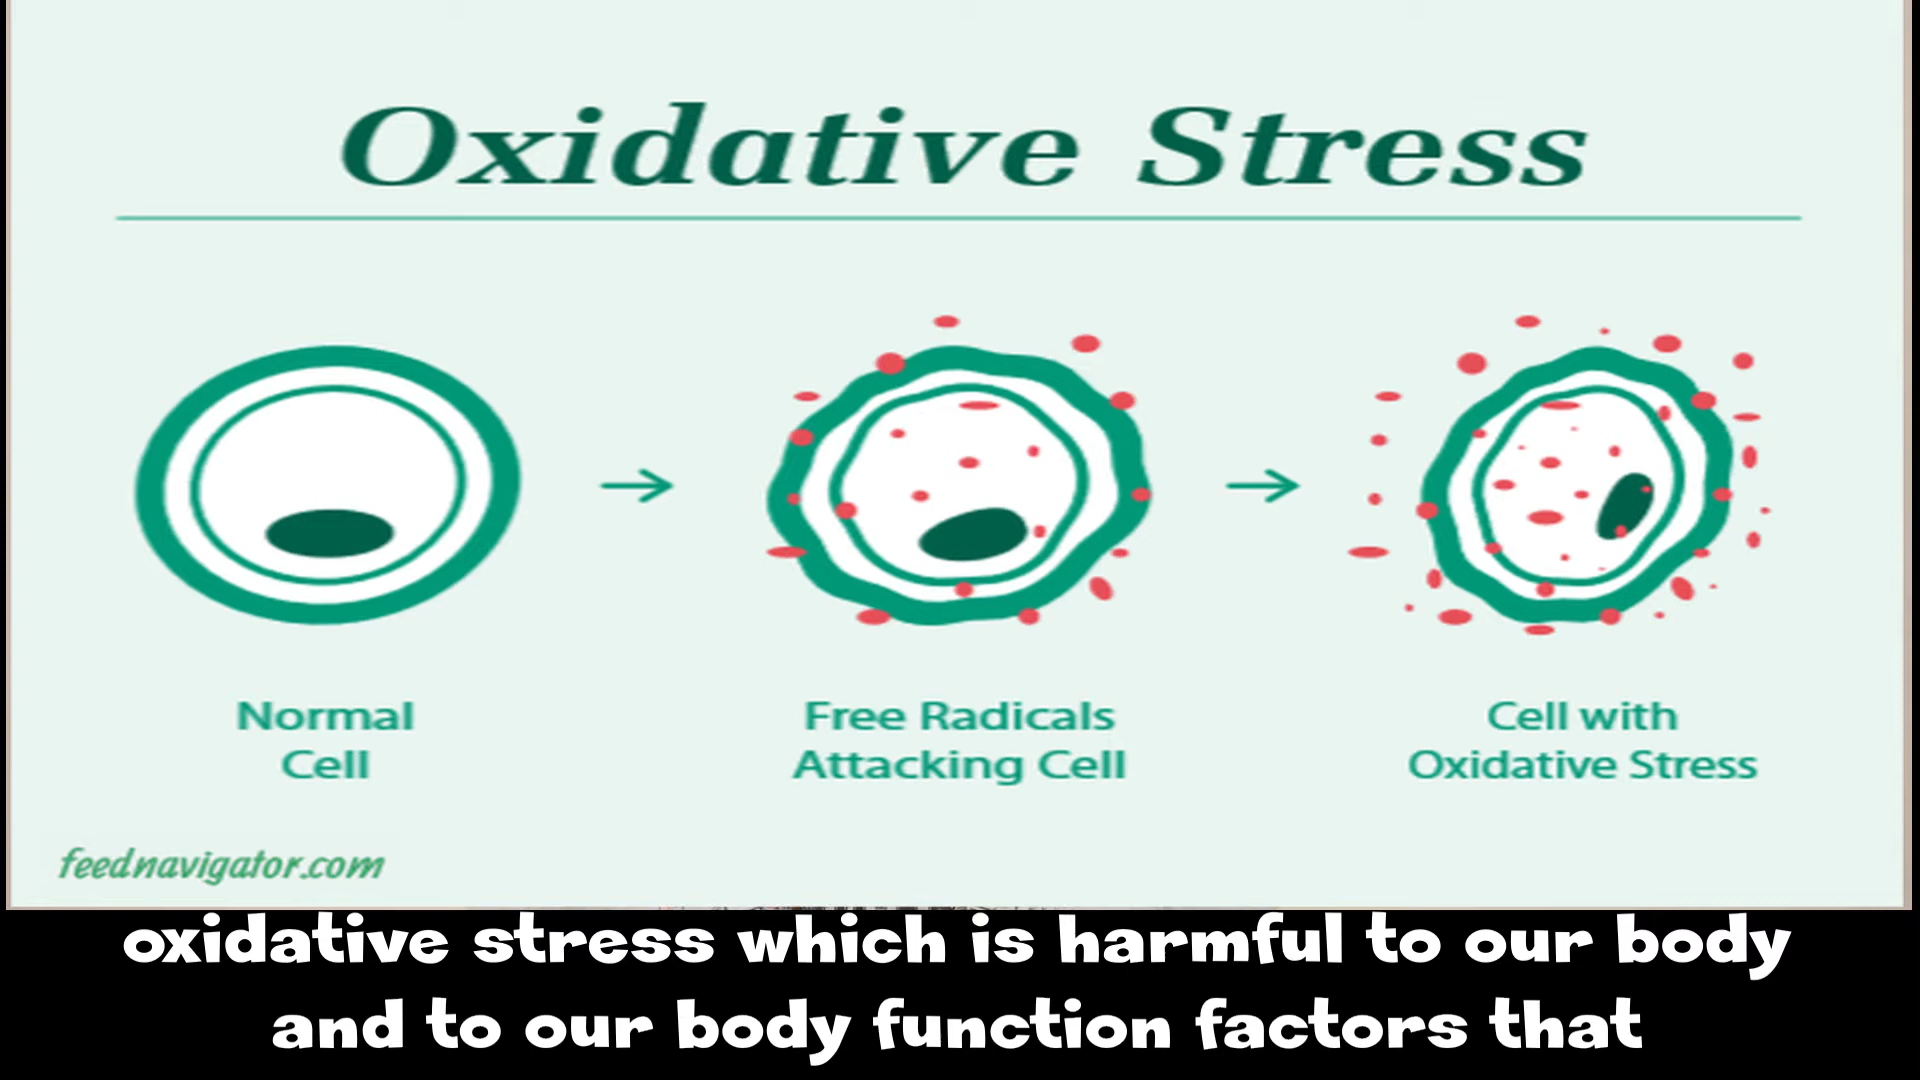 Oxidative Stress
Normal
Cell
Free Radicals
Attacking Cell
Cell with
Oxidative Stress
feednavigator.com
oxidative stress which is harmful to our body
and to our body function factors that